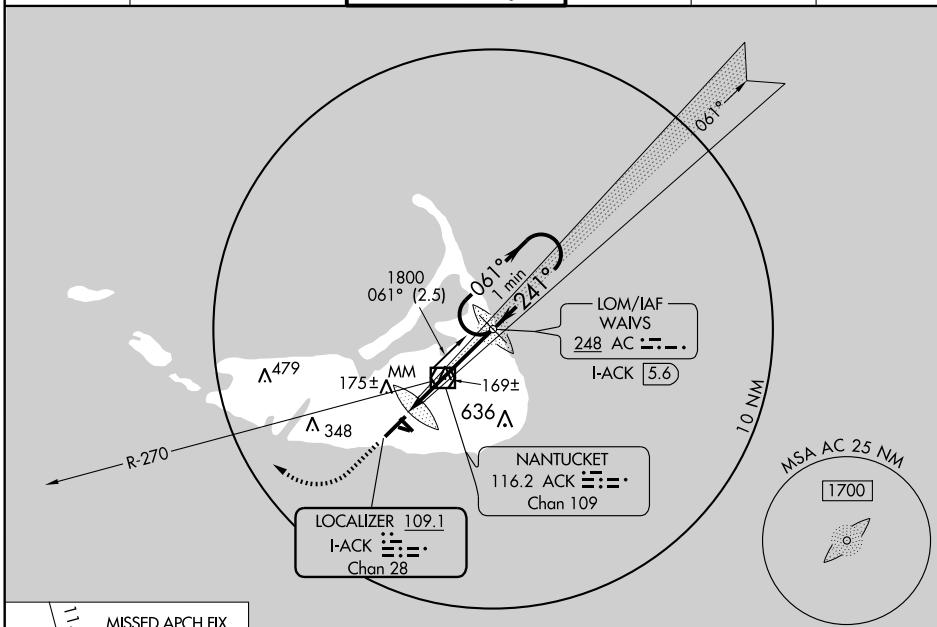 061°
1800
061° (2.5)
061°
1 min
241°
LOM/IAF
WAIVS
248 AC
I-ACK 5.6
479
175±
MM
169±
636
348
10 NM
R-270
NANTUCKET
116.2 ACK
Chan 109
MSA AC 25 NM
1700
LOCALIZER 109.1
I-ACK
Chan 28
MISSED APCH FIX